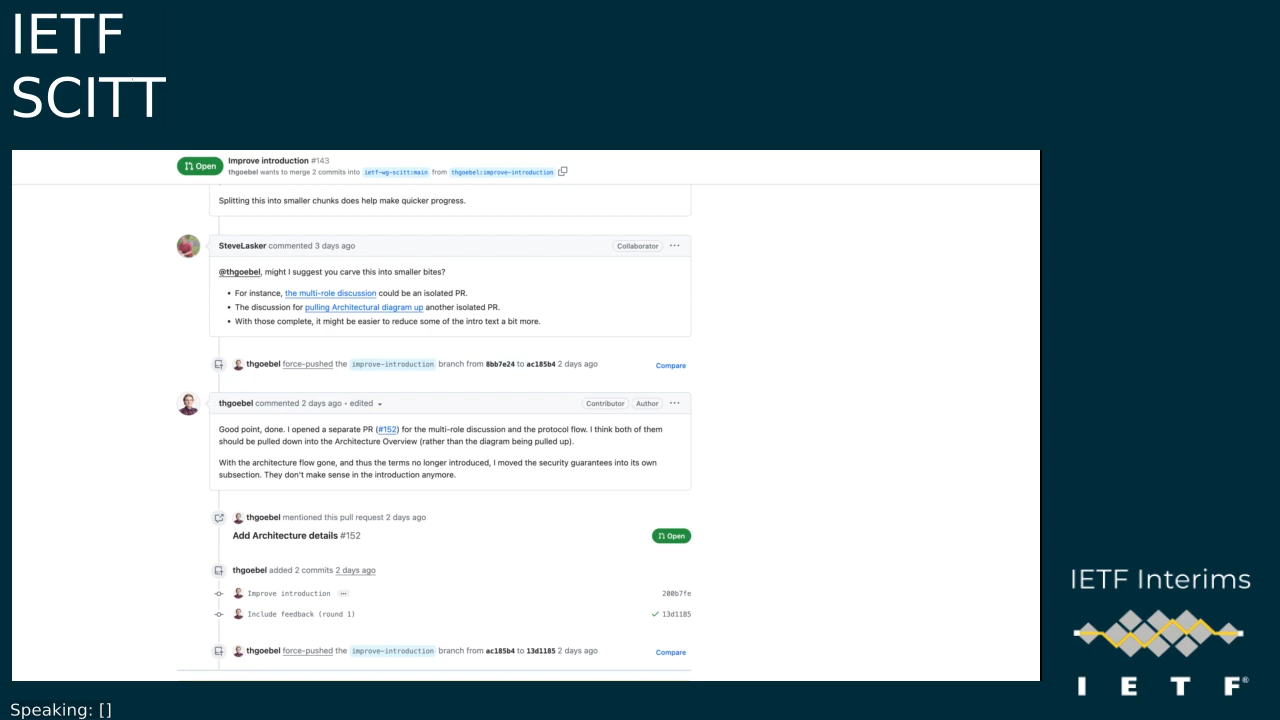 IETF
SCITT
Open
Improve introduction #143
thgoebel wants to merge 2 commits into ietf-wg-scitt:main from thgoebel:improve-introduction
Splitting this into smaller chunks does help make quicker progress.
SteveLasker commented 3 days ago
Collaborator ...
@thgoebel, might I suggest you carve this into smaller bites?
• For instance, the multi-role discussion could be an isolated PR.
• The discussion for pulling Architectural diagram up another isolated PR.
• With those complete, it might be easier to reduce some of the intro text a bit more.
thgoebel force-pushed the improve-introduction branch from 8bb7e24 to ac185b4 2 days ago
Compare
thgoebel commented 2 days ago • edited
Contributor Author ...
Good point, done. I opened a separate PR (#152) for the multi-role discussion and the protocol flow. I think both of them
should be pulled down into the Architecture Overview (rather than the diagram being pulled up).
With the architecture flow gone, and thus the terms no longer introduced, I moved the security guarantees into its own
subsection. They don't make sense in the introduction anymore.
thgoebel mentioned this pull request 2 days ago
Add Architecture details #152
Open
thgoebel added 2 commits 2 days ago
Improve introduction ...
200b7fe
Include feedback (round 1)
13d1185
thgoebel force-pushed the improve-introduction branch from ac185b4 to 13d1185 2 days ago
Compare
IETF Interims
I E T F®
Speaking: []